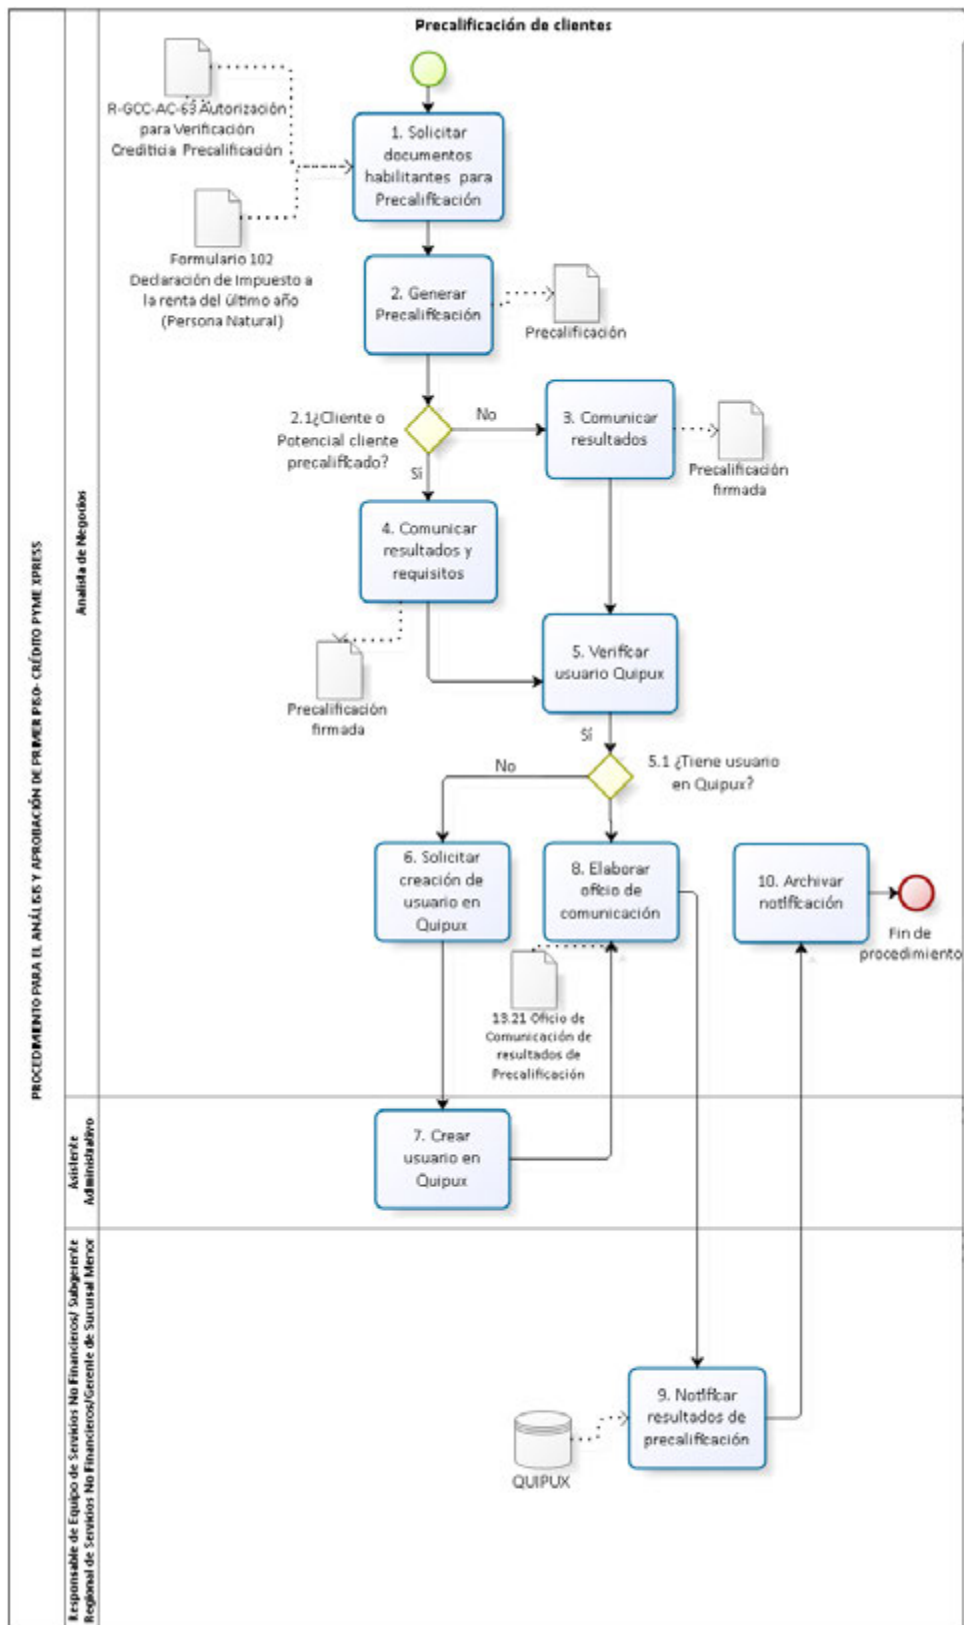 Precalificación de clientes
R-GCC-AC-63 Autorización
para Verificación
Crediticia Precalificación
1. Solicitar
documentos
habilitantes para
Precalificación
Formulario 102
Declaración de Impuesto a
la renta del último año
(Persona Natural)
2. Generar
Precalificación
Precalificación
2.1¿Cliente o
Potencial cliente
precalificado?
No
Sí
3. Comunicar
resultados
Precalificación
firmada
4. Comunicar
resultados y
requisitos
Precalificación
firmada
5. Verificar
usuario Quipux
Sí
No
5.1 ¿Tiene usuario
en Quipux?
6. Solicitar
creación de
usuario en
Quipux
8. Elaborar
oficio de
comunicación
10. Archivar
notificación
Fin de
procedimiento
13.21 Oficio de
Comunicación de
resultados de
Precalificación
7. Crear
usuario en
Quipux
9. Notificar
resultados de
precalificación
QUIPUX
PROCEDIMIENTO PARA EL ANÁLISIS Y APROBACIÓN DE PRIMER PISO- CRÉDITO PYME XPRESS
Analista de Negocios
Asistente
Administrativo
Responsable de Equipo de Servicios No Financieros/ Subgerente
Regional de Servicios No Financieros/Gerente de Sucursal Menor